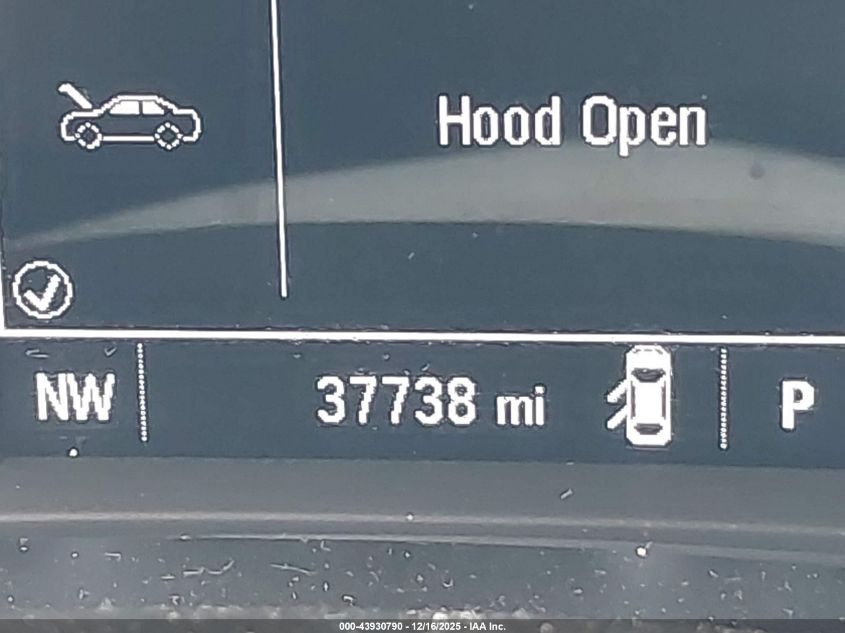 Hood Open
NW 37738 mi P
000-43930790 - 12/16/2025 - IAA Inc.